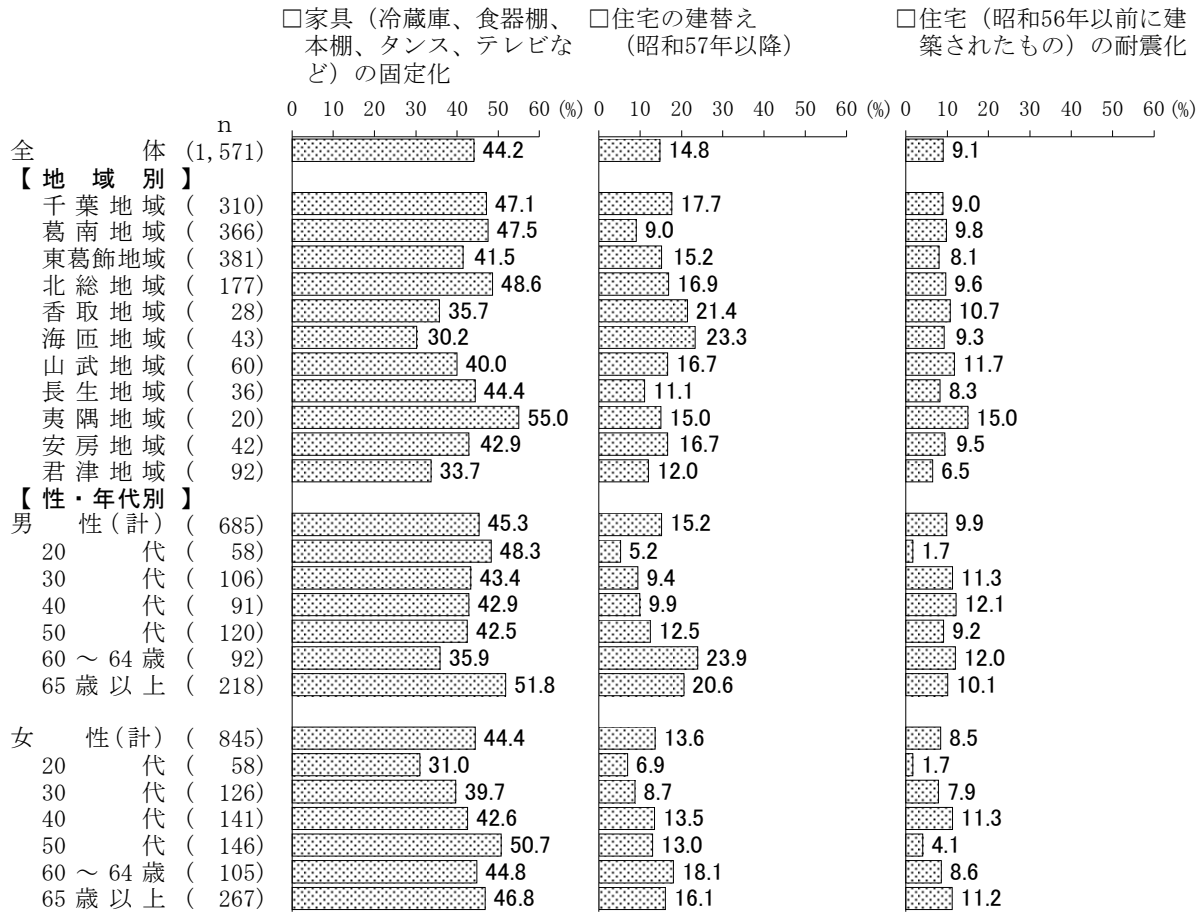 □家具（冷蔵庫、食器棚、 □住宅の建替え □住宅（昭和56年以前に建
本棚、タンス、テレビな （昭和57年以降） 築されたもの）の耐震化
ど）の固定化
n 0 10 20 30 40 50 60 (%) 0 10 20 30 40 50 60 (%) 0 10 20 30 40 50 60 (%)
全体 (1,571) 44.2 14.8 9.1
【地域別】
千葉地域 ( 310) 47.1 17.7 9.0
葛南地域 ( 366) 47.5 9.0 9.8
東葛飾地域 ( 381) 41.5 15.2 8.1
北総地域 ( 177) 48.6 16.9 9.6
香取地域 ( 28) 35.7 21.4 10.7
海匝地域 ( 43) 30.2 23.3 9.3
山武地域 ( 60) 40.0 16.7 11.7
長生地域 ( 36) 44.4 11.1 8.3
夷隅地域 ( 20) 55.0 15.0 15.0
安房地域 ( 42) 42.9 16.7 9.5
君津地域 ( 92) 33.7 12.0 6.5
【性・年代別】
男性(計) ( 685) 45.3 15.2 9.9
20代 ( 58) 48.3 5.2 1.7
30代 ( 106) 43.4 9.4 11.3
40代 ( 91) 42.9 9.9 12.1
50代 ( 120) 42.5 12.5 9.2
60～64歳 ( 92) 35.9 23.9 12.0
65歳以上 ( 218) 51.8 20.6 10.1
女性(計) ( 845) 44.4 13.6 8.5
20代 ( 58) 31.0 6.9 1.7
30代 ( 126) 39.7 8.7 7.9
40代 ( 141) 42.6 13.5 11.3
50代 ( 146) 50.7 13.0 4.1
60～64歳 ( 105) 44.8 18.1 8.6
65歳以上 ( 267) 46.8 16.1 11.2